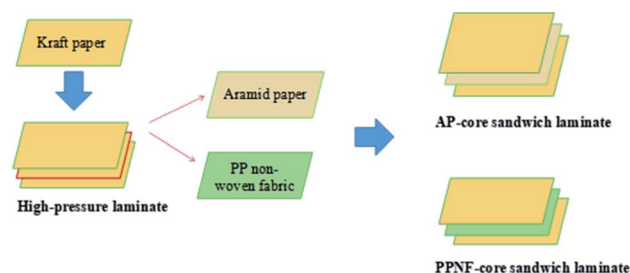 Kraft paper
Aramid paper
AP-core sandwich laminate
PP non-
woven fabric
High-pressure laminate
PPNF-core sandwich laminate